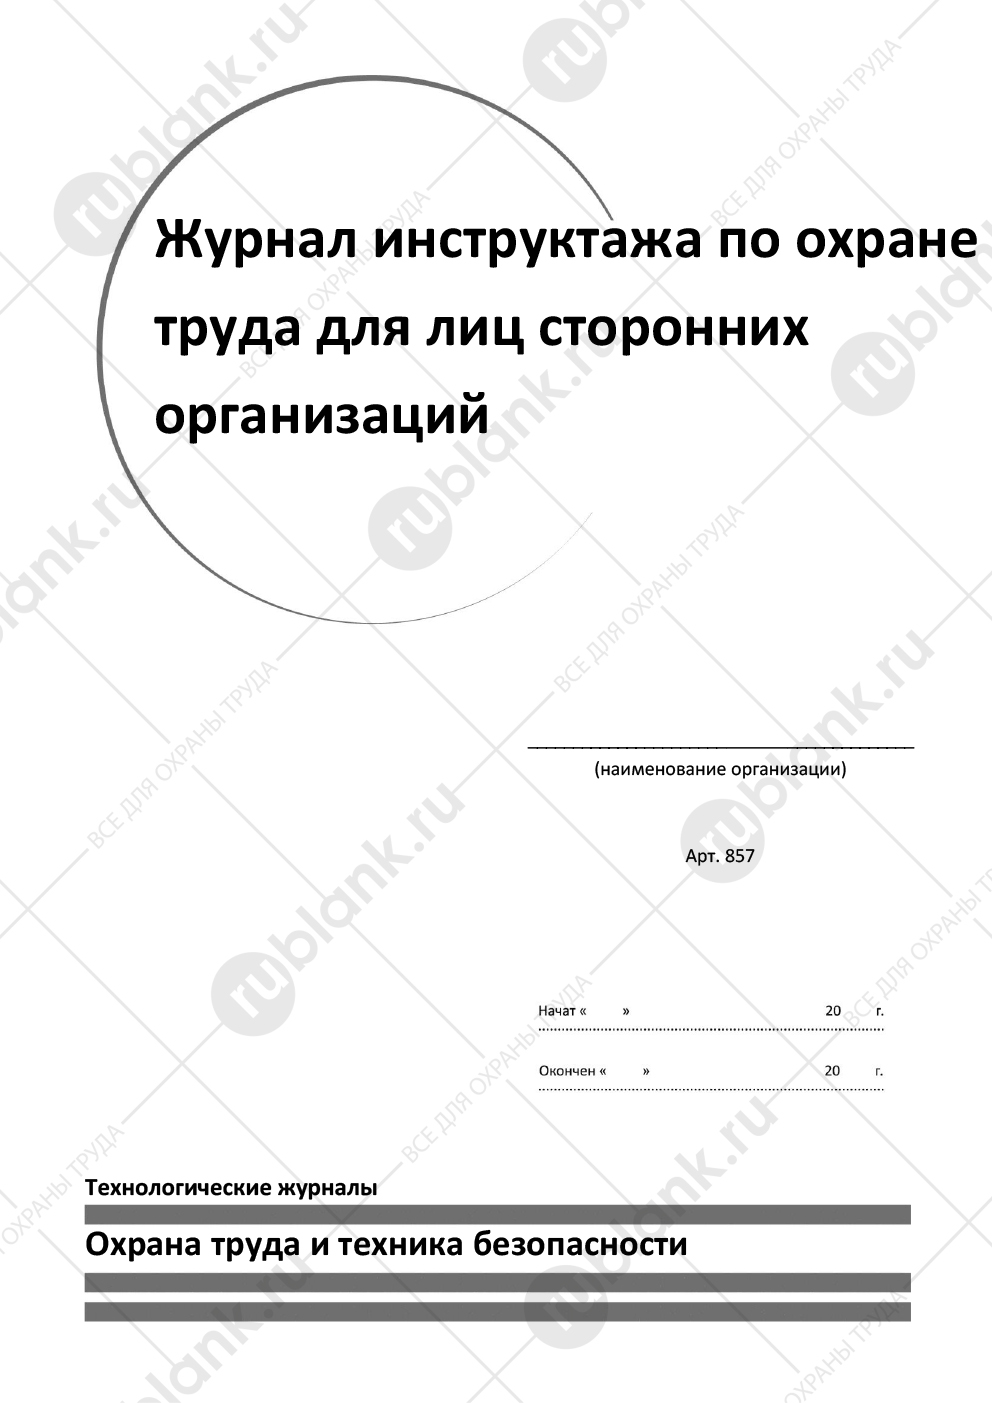 Журнал инструктажа по охране
труда для лиц сторонних
организаций
(наименование организации)
Арт. 857
Начат « » 20 г.
Окончен « » 20 г.
Технологические журналы
Охрана труда и техника безопасности
rublank.ru
ВСЕ ДЛЯ ОХРАНЫ ТРУДА